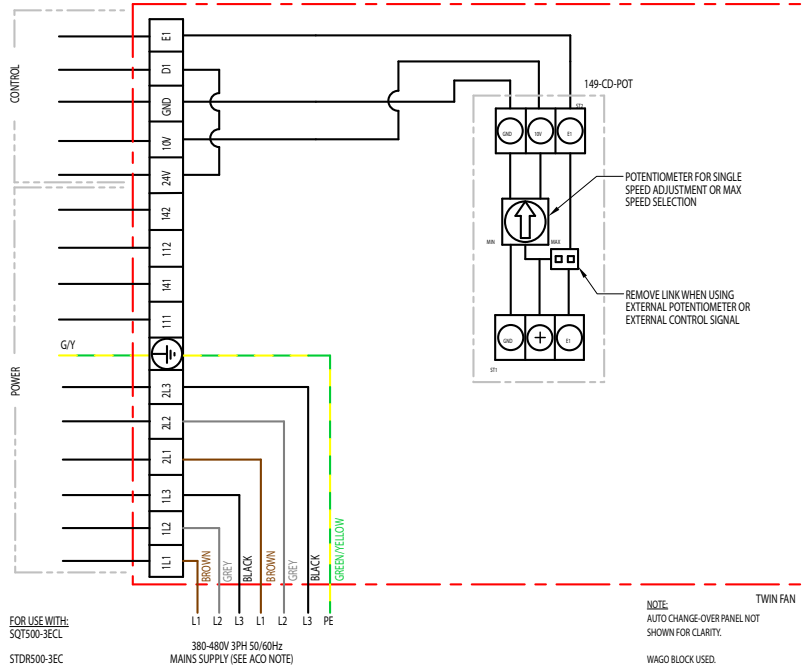 CONTROL
E1
D1
GND
10V
24V
142
112
141
111
G/Y
POWER
2L3
2L2
2L1
1L3
1L2
1L1
149-CD-POT
ST2
GND
10V
E1
POTENTIOMETER FOR SINGLE
SPEED ADJUSTMENT OR MAX
SPEED SELECTION
MIN
MAX
REMOVE LINK WHEN USING
EXTERNAL POTENTIOMETER OR
EXTERNAL CONTROL SIGNAL
GND
+
E1
ST1
BROWN
GREY
BLACK
BROWN
GREY
BLACK
GREEN/YELLOW
L1 L2 L3 L1 L2 L3 PE
380-480V 3PH 50/60Hz
MAINS SUPPLY (SEE ACO NOTE)
FOR USE WITH:
SQT500-3ECL
STDR500-3EC
TWIN FAN
NOTE:
AUTO CHANGE-OVER PANEL NOT
SHOWN FOR CLARITY.
WAGO BLOCK USED.